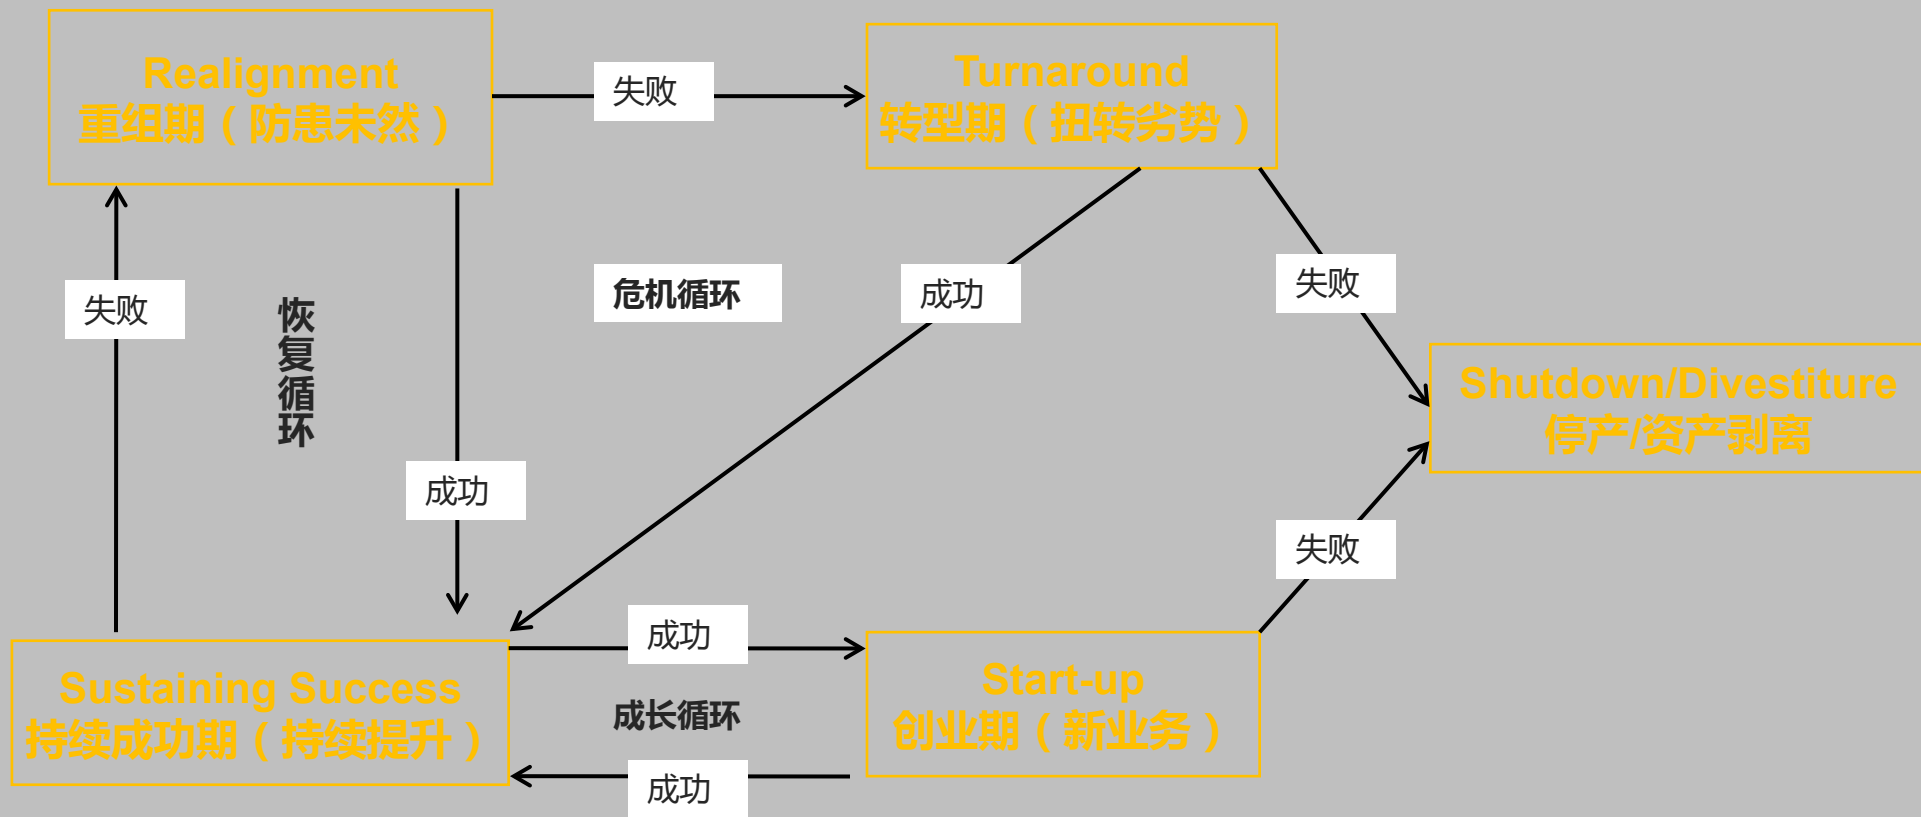 Realignment
重组期（防患未然）
失败
Turnaround
转型期（扭转劣势）
失败
恢复循环
危机循环
成功
失败
Shutdown/Divestiture
停产/资产剥离
成功
失败
成功
Sustaining Success
持续成功期（持续提升）
成长循环
Start-up
创业期（新业务）
成功